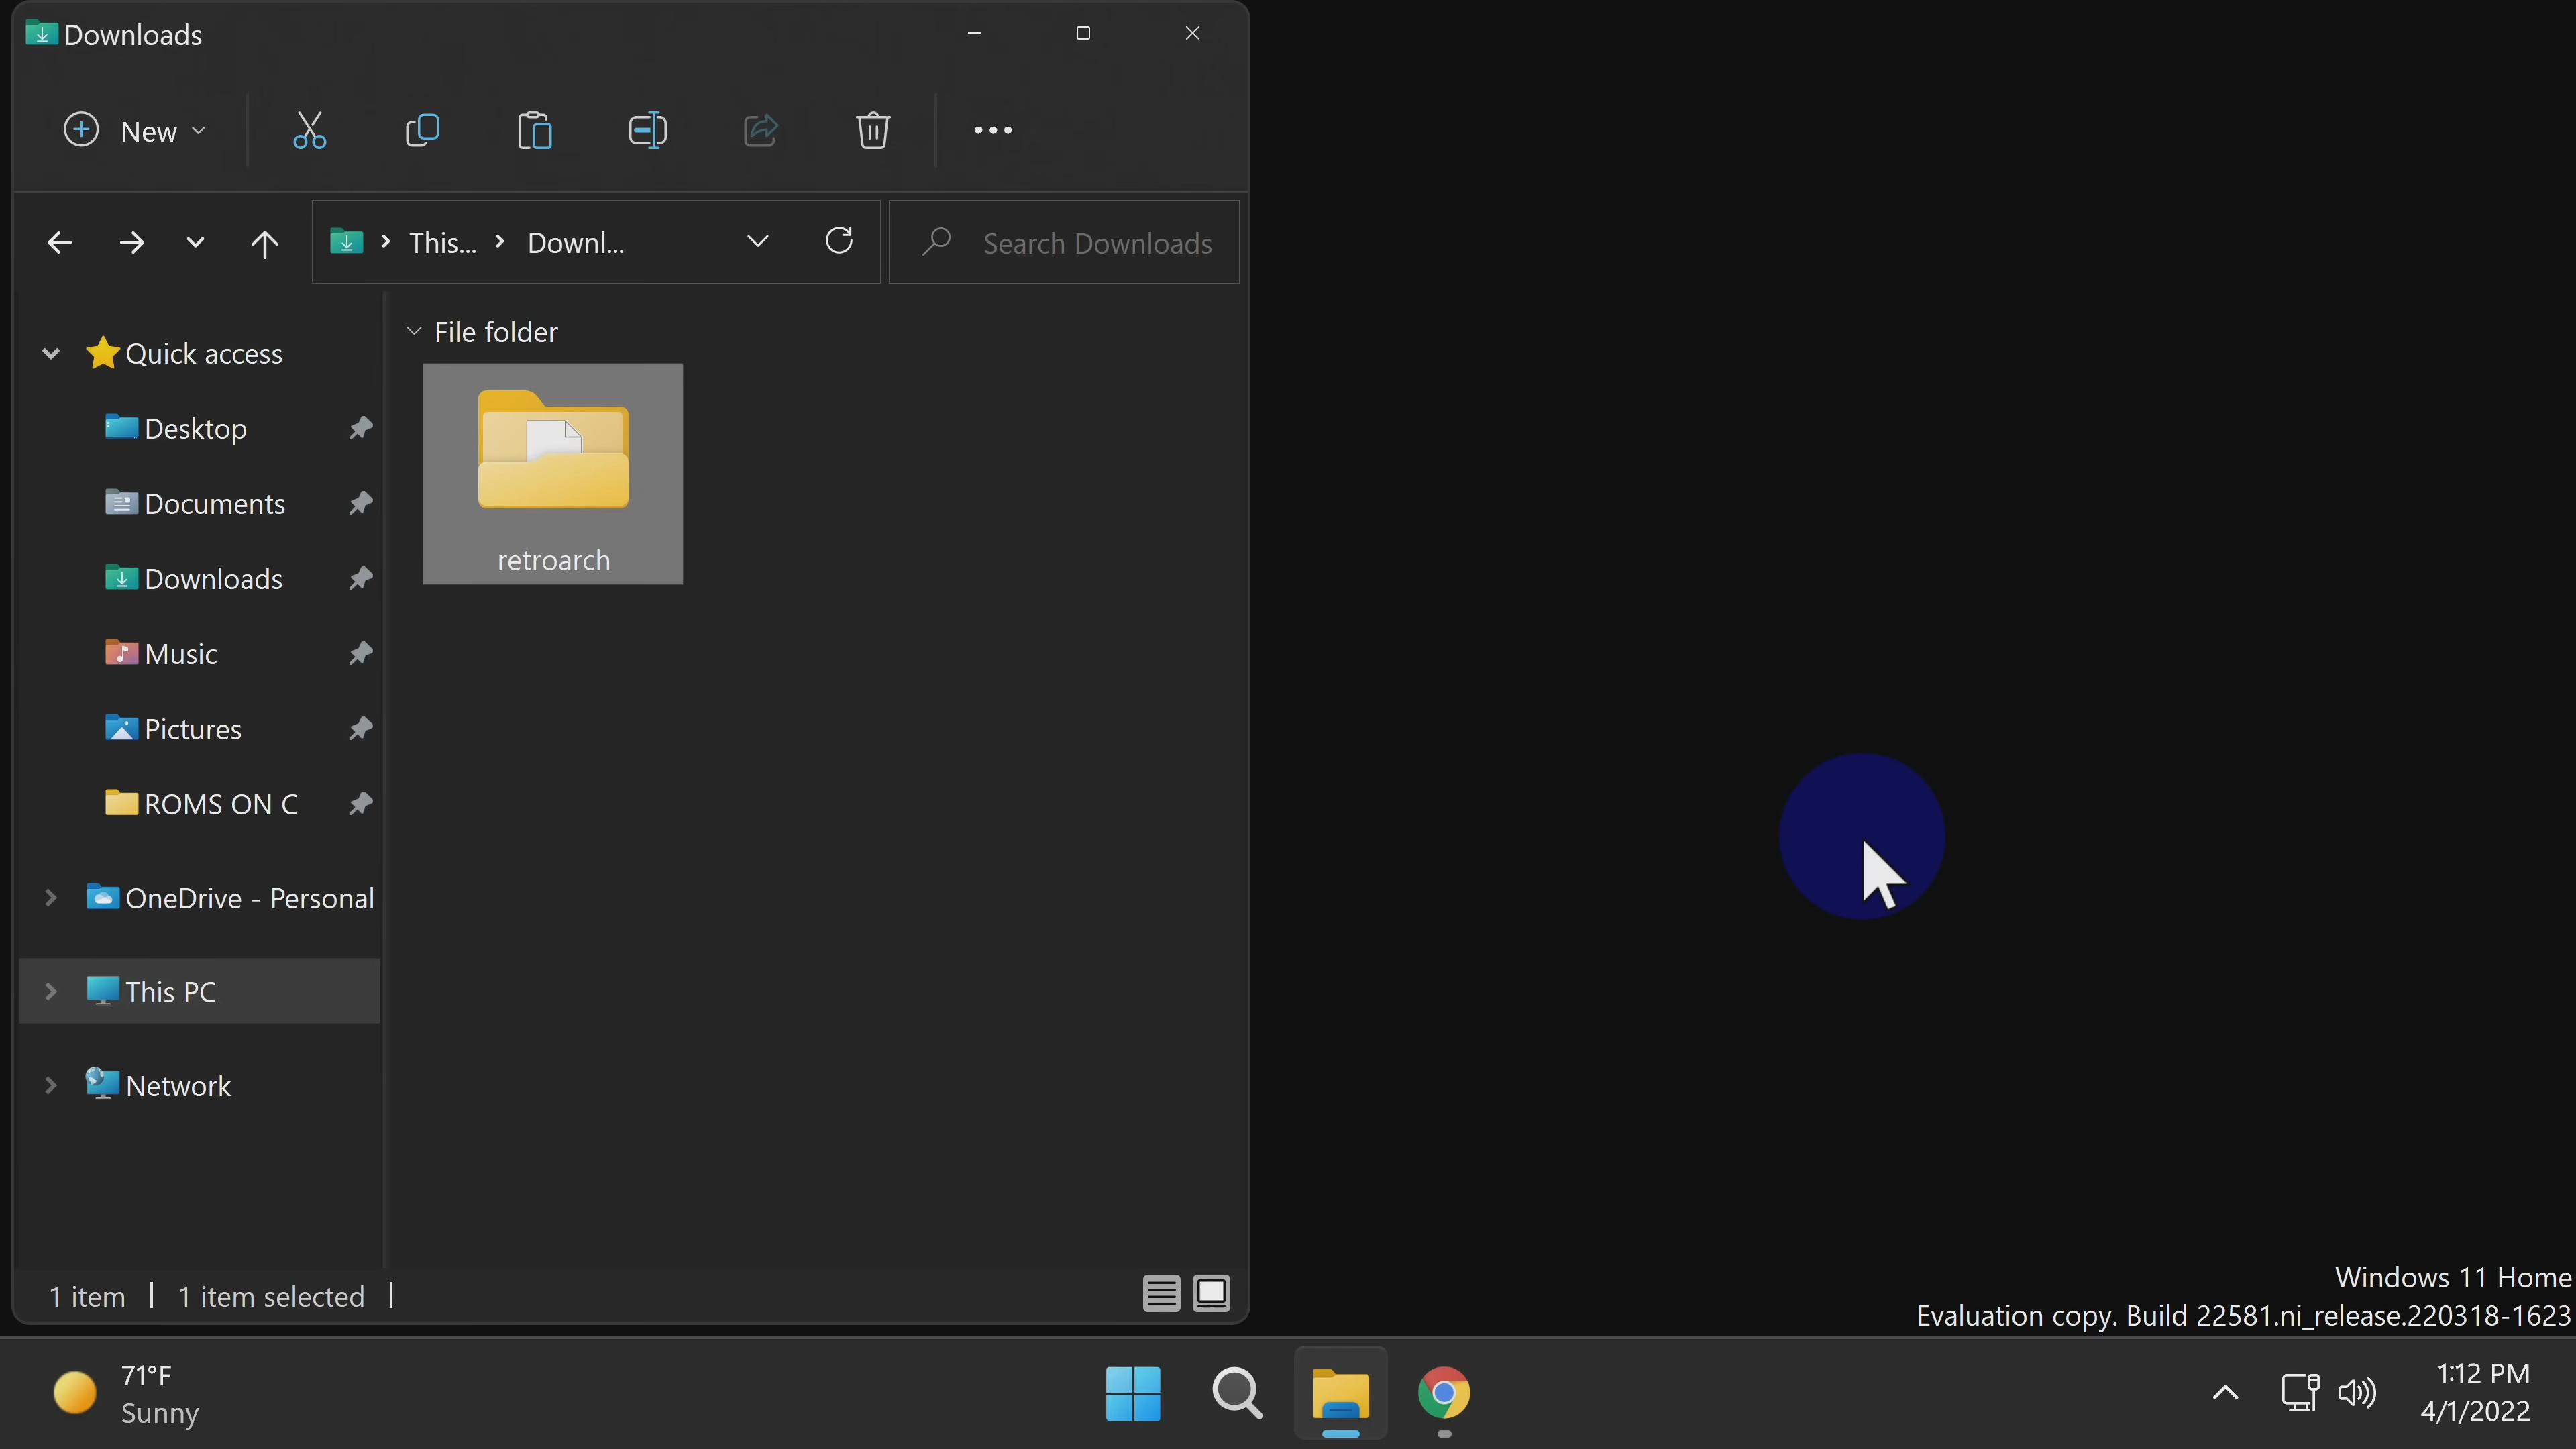 Downloads
New
This... Downl...
Search Downloads
Quick access
Desktop
Documents
Downloads
Music
Pictures
ROMS ON C
OneDrive - Personal
This PC
Network
File folder
retroarch
1 item
1 item selected
Windows 11 Home
Evaluation copy. Build 22581.ni_release.220318-1623
71°F
Sunny
1:12 PM
4/1/2022